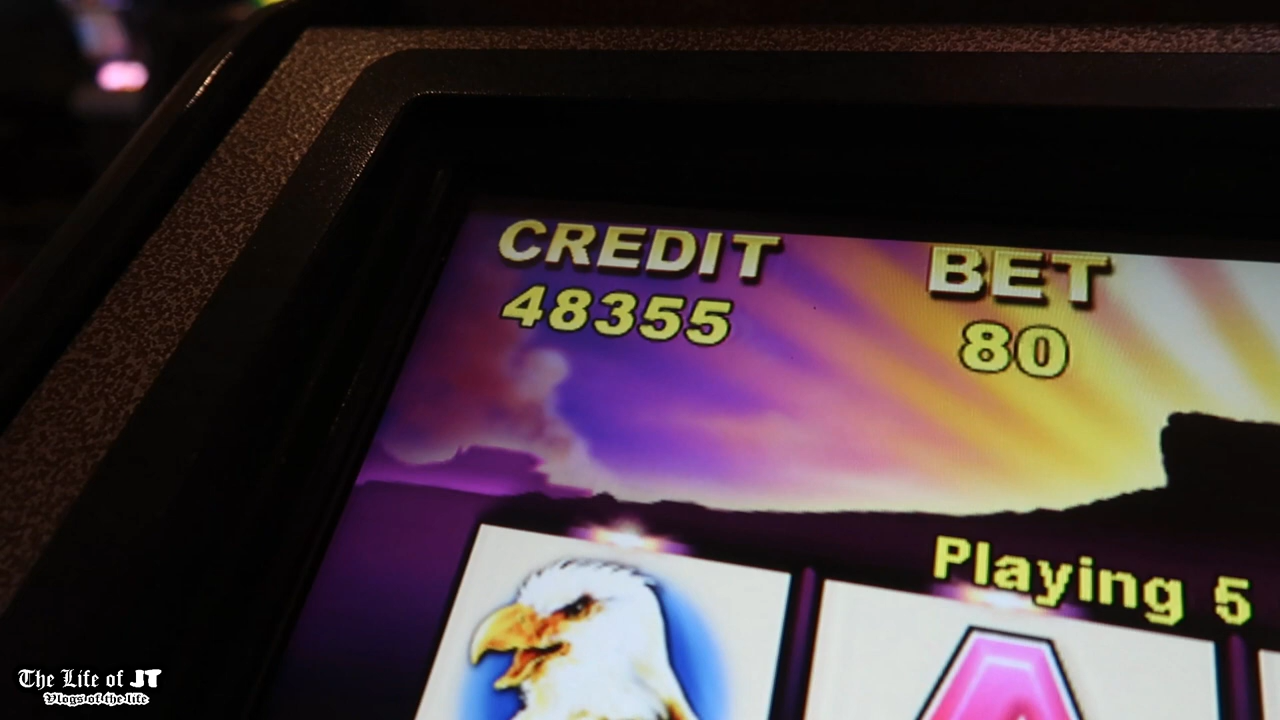 CREDIT
48355
BET
80
Playing 5
A
The Life of JT
Vlogs of the life